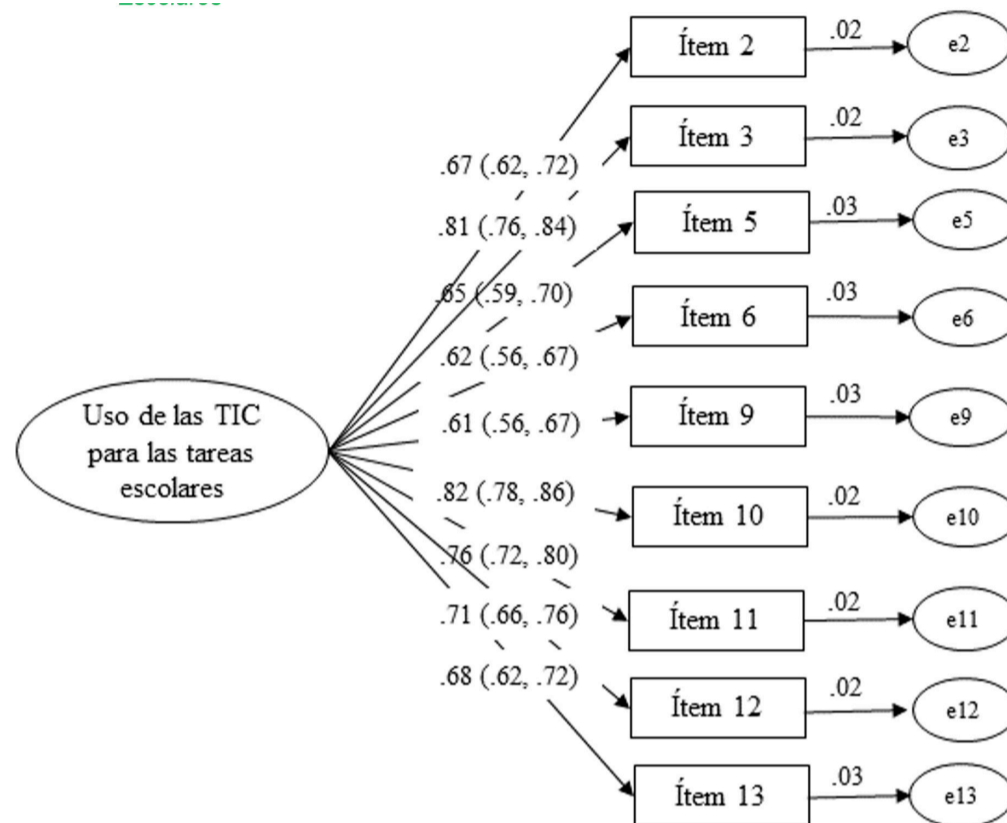 Ítem 2
.02
e2
Ítem 3
.02
e3
.67 (.62, .72)
.81 (.76, .84)
Ítem 5
.03
e5
.65 (.59, .70)
Ítem 6
.03
e6
.62 (.56, .67)
Uso de las TIC
para las tareas
escolares
.61 (.56, .67)
Ítem 9
.03
e9
.82 (.78, .86)
Ítem 10
.02
e10
.76 (.72, .80)
.71 (.66, .76)
Ítem 11
.02
e11
.68 (.62, .72)
Ítem 12
.02
e12
Ítem 13
.03
e13